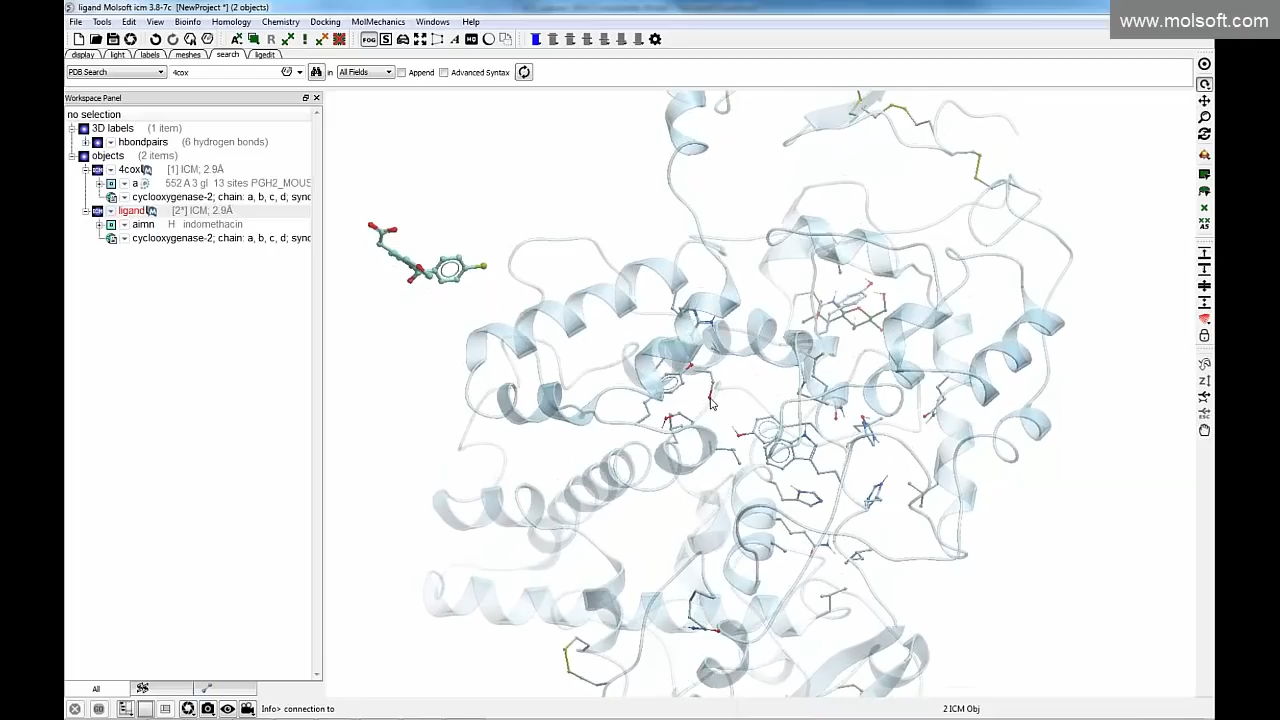 ligand Molsoft icm 3.8-7c [NewProject *] (2 objects)
www.molsoft.com
File Tools Edit View Bioinfo Homology Chemistry Docking MolMechanics Windows Help
display light labels meshes search ligedit
PDB Search 4cox in All Fields Append Advanced Syntax
Workspace Panel
no selection
3D labels (1 item)
hbondpairs (6 hydrogen bonds)
objects (2 items)
4cox [1] ICM; 2.9Å
a 552 A 3 gl 13 sites PGH2_MOUS
cyclooxygenase-2; chain: a, b, c, d; sync
ligand [2*] ICM; 2.9Å
aimn H indomethacin
cyclooxygenase-2; chain: a, b, c, d; sync
All
Info> connection to
2 ICM Obj